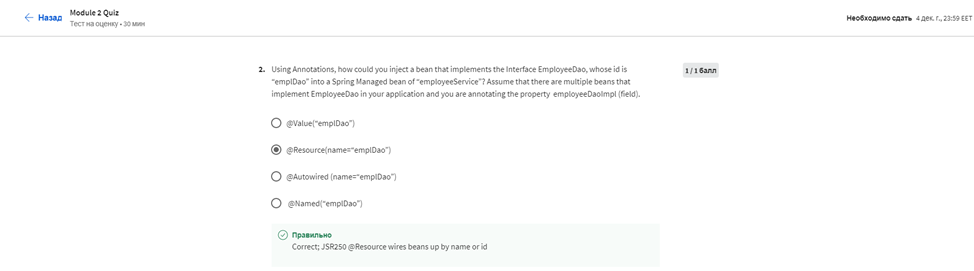 Назад
Module 2 Quiz
Тест на оценку • 30 мин
Необходимо сдать 4 дек. г., 23:59 EET
2. Using Annotations, how could you inject a bean that implements the Interface EmployeeDao, whose id is
“emplDao” into a Spring Managed bean of “employeeService”? Assume that there are multiple beans that
implement EmployeeDao in your application and you are annotating the property employeeDaoImpl (field).
1 / 1 балл
@Value(“emplDao”)
@Resource(name=“emplDao”)
@Autowired (name=“emplDao”)
@Named(“emplDao”)
Правильно
Correct; JSR250 @Resource wires beans up by name or id